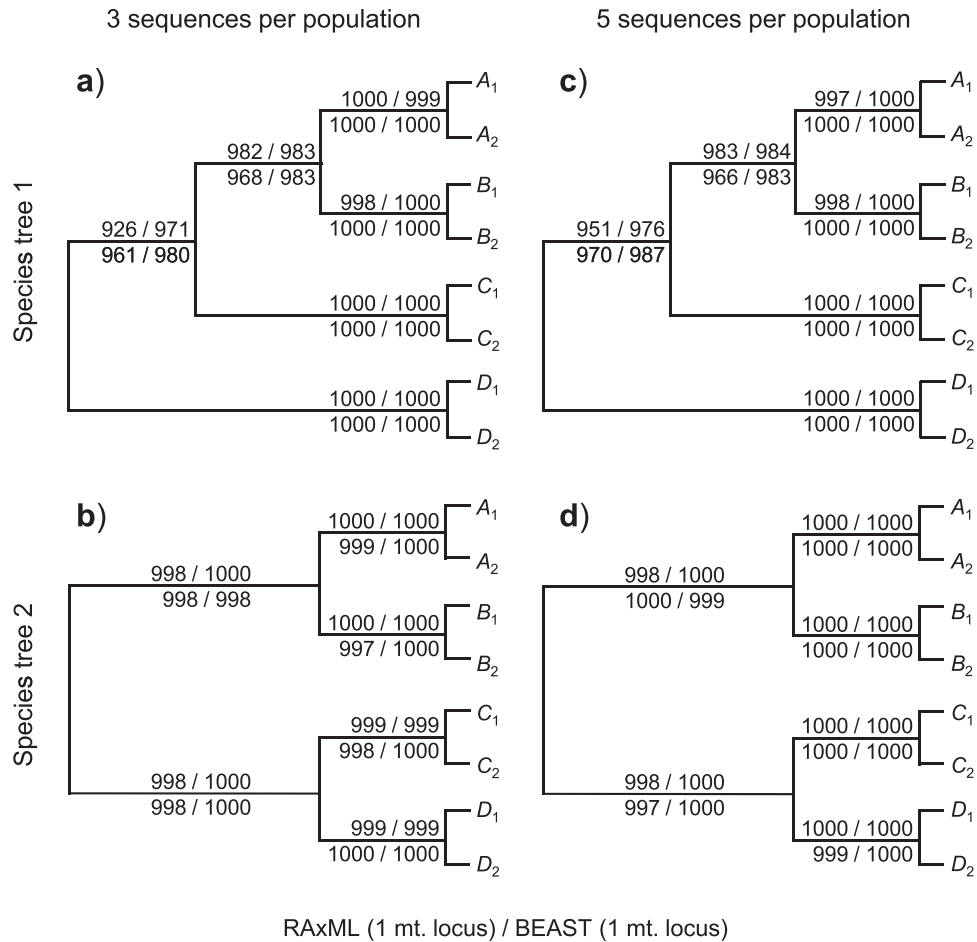 3 sequences per population
5 sequences per population
Species tree 1
a)
1000 / 999
1000 / 1000
982 / 983
968 / 983
998 / 1000
1000 / 1000
926 / 971
961 / 980
1000 / 1000
1000 / 1000
1000 / 1000
1000 / 1000
A1
A2
B1
B2
C1
C2
D1
D2
c)
997 / 1000
1000 / 1000
983 / 984
966 / 983
998 / 1000
1000 / 1000
951 / 976
970 / 987
1000 / 1000
1000 / 1000
1000 / 1000
1000 / 1000
A1
A2
B1
B2
C1
C2
D1
D2
Species tree 2
b)
1000 / 1000
999 / 1000
998 / 1000
998 / 998
1000 / 1000
997 / 1000
999 / 999
998 / 1000
998 / 1000
998 / 1000
999 / 999
1000 / 1000
A1
A2
B1
B2
C1
C2
D1
D2
d)
1000 / 1000
1000 / 1000
998 / 1000
1000 / 999
1000 / 1000
1000 / 1000
1000 / 1000
1000 / 1000
998 / 1000
997 / 1000
1000 / 1000
999 / 1000
A1
A2
B1
B2
C1
C2
D1
D2
RAxML (1 mt. locus) / BEAST (1 mt. locus)